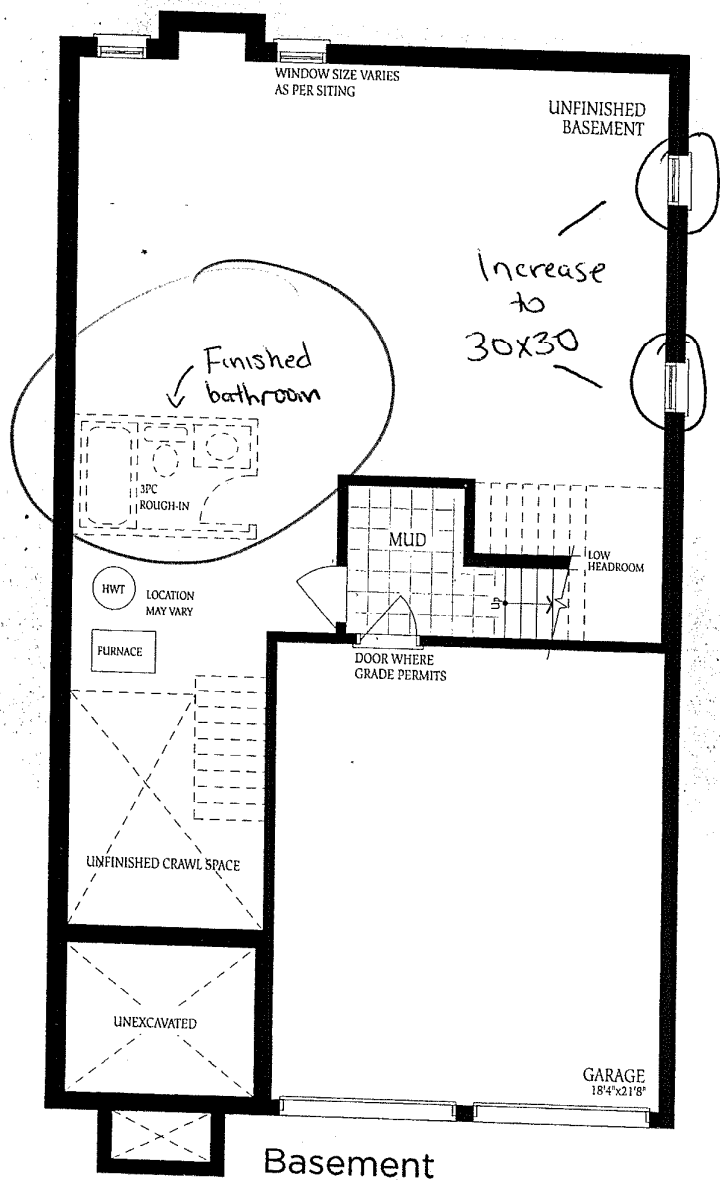 WINDOW SIZE VARIES
AS PER SITING
UNFINISHED
BASEMENT
Increase
to
30x30
Finished
bathroom
3PC
ROUGH-IN
MUD
LOW
HEADROOM
UP
HWT
LOCATION
MAY VARY
FURNACE
DOOR WHERE
GRADE PERMITS
UNFINISHED CRAWL SPACE
UNEXCAVATED
GARAGE
18'4"x21'8"
Basement